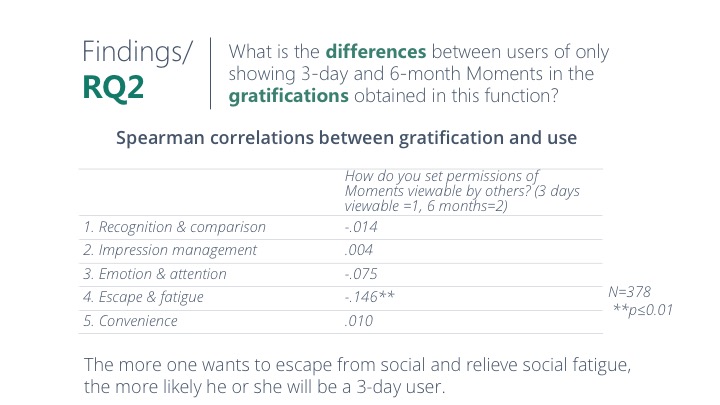 Findings/
RQ2
What is the differences between users of only
showing 3-day and 6-month Moments in the
gratifications obtained in this function?
Spearman correlations between gratification and use
How do you set permissions of
Moments viewable by others? (3 days
viewable =1, 6 months=2)
1. Recognition & comparison -.014
2. Impression management .004
3. Emotion & attention -.075
4. Escape & fatigue -.146**
5. Convenience .010
N=378
**p≤0.01
The more one wants to escape from social and relieve social fatigue,
the more likely he or she will be a 3-day user.